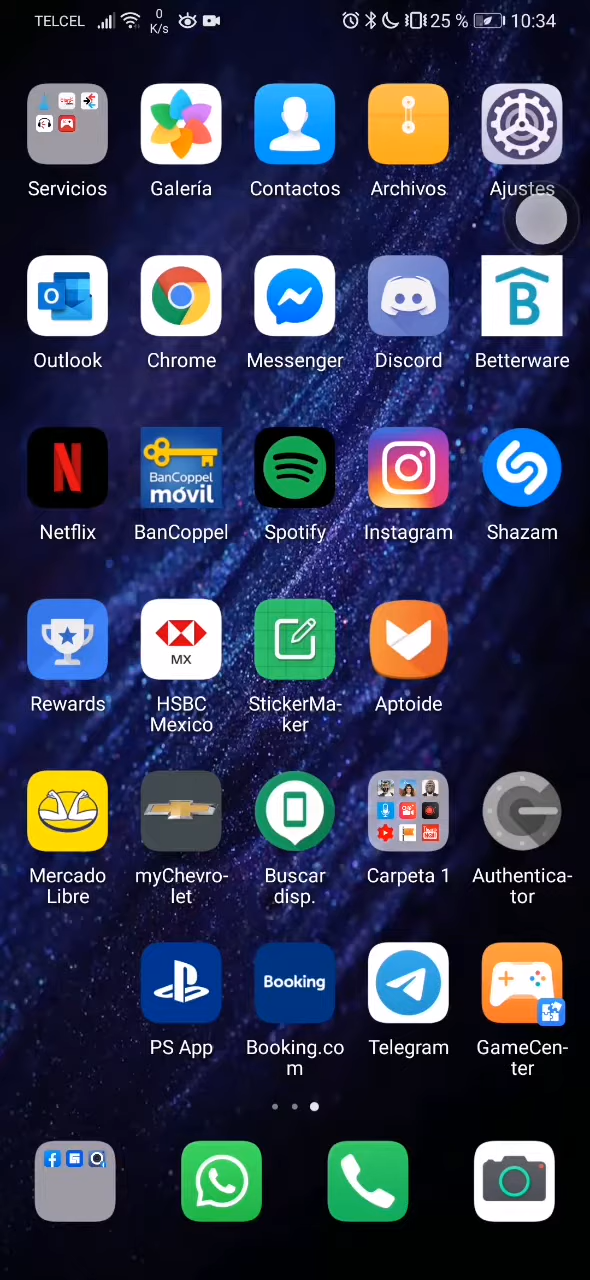 TELCEL 0 K/s 25 % 10:34
Servicios Galería Contactos Archivos Ajustes
Outlook Chrome Messenger Discord Betterware
BanCoppel
móvil
Netflix BanCoppel Spotify Instagram Shazam
MX
Rewards HSBC Mexico StickerMa-ker Aptoide
Mercado Libre myChevro-let Buscar disp. Carpeta 1 Authentica-tor
Booking
PS App Booking.com Telegram GameCen-ter